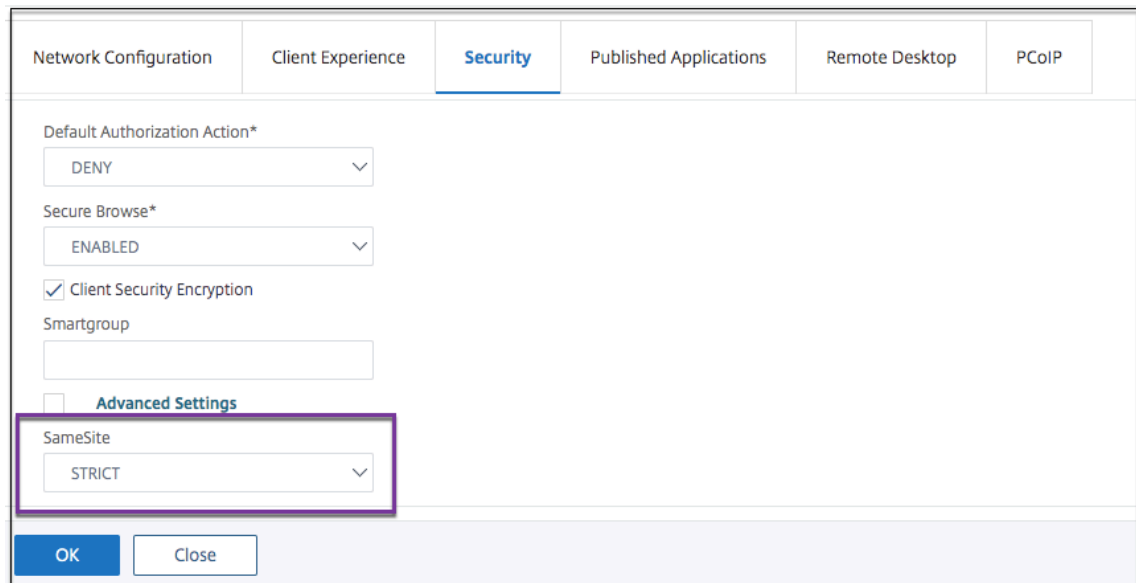 Network Configuration Client Experience Security Published Applications Remote Desktop PCoIP
Default Authorization Action*
DENY
Secure Browse*
ENABLED
Client Security Encryption
Smartgroup
Advanced Settings
SameSite
STRICT
OK Close